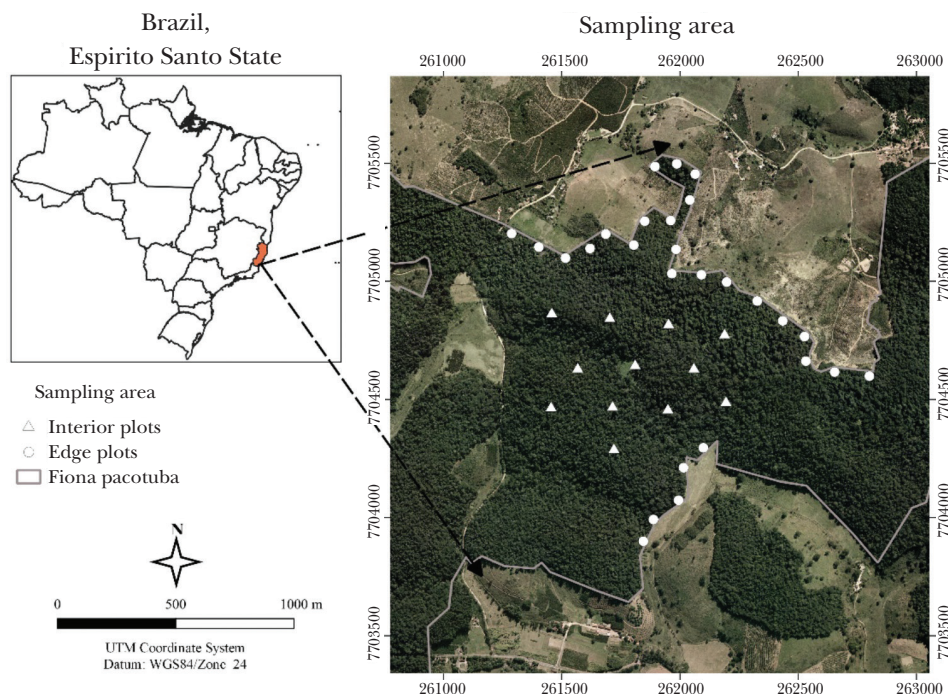 Brazil,
Espirito Santo State
Sampling area
261000 261500 262000 262500 263000
7705500
7705000
7704500
7704000
7703500
7705500
7705000
7704500
7704000
7703500
261000 261500 262000 262500 263000
Sampling area
Interior plots
Edge plots
Fiona pacotuba
N
0 500 1000 m
UTM Coordinate System
Datum: WGS84/Zone 24